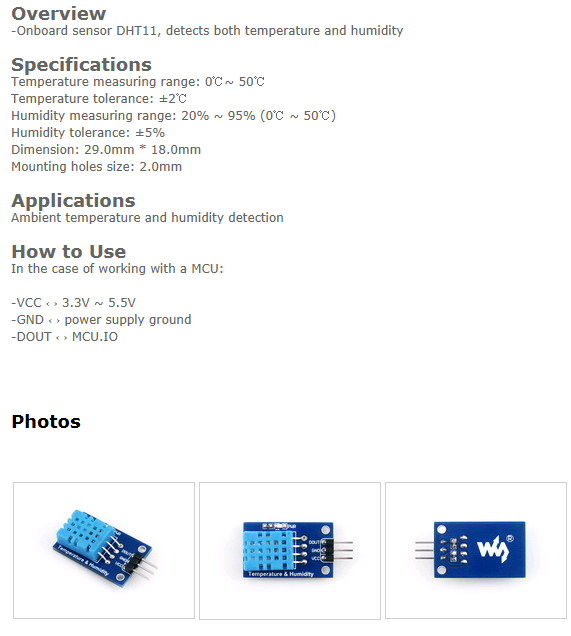 Overview
-Onboard sensor DHT11, detects both temperature and humidity
Specifications
Temperature measuring range: 0℃~ 50℃
Temperature tolerance: ±2℃
Humidity measuring range: 20% ~ 95% (0℃ ~ 50℃)
Humidity tolerance: ±5%
Dimension: 29.0mm * 18.0mm
Mounting holes size: 2.0mm
Applications
Ambient temperature and humidity detection
How to Use
In the case of working with a MCU:
-VCC ‹ › 3.3V ~ 5.5V
-GND ‹ › power supply ground
-DOUT ‹ › MCU.IO
Photos
DOUT
GND
VCC
Temperature & Humidity
DOUT
GND
VCC
Temperature & Humidity
®